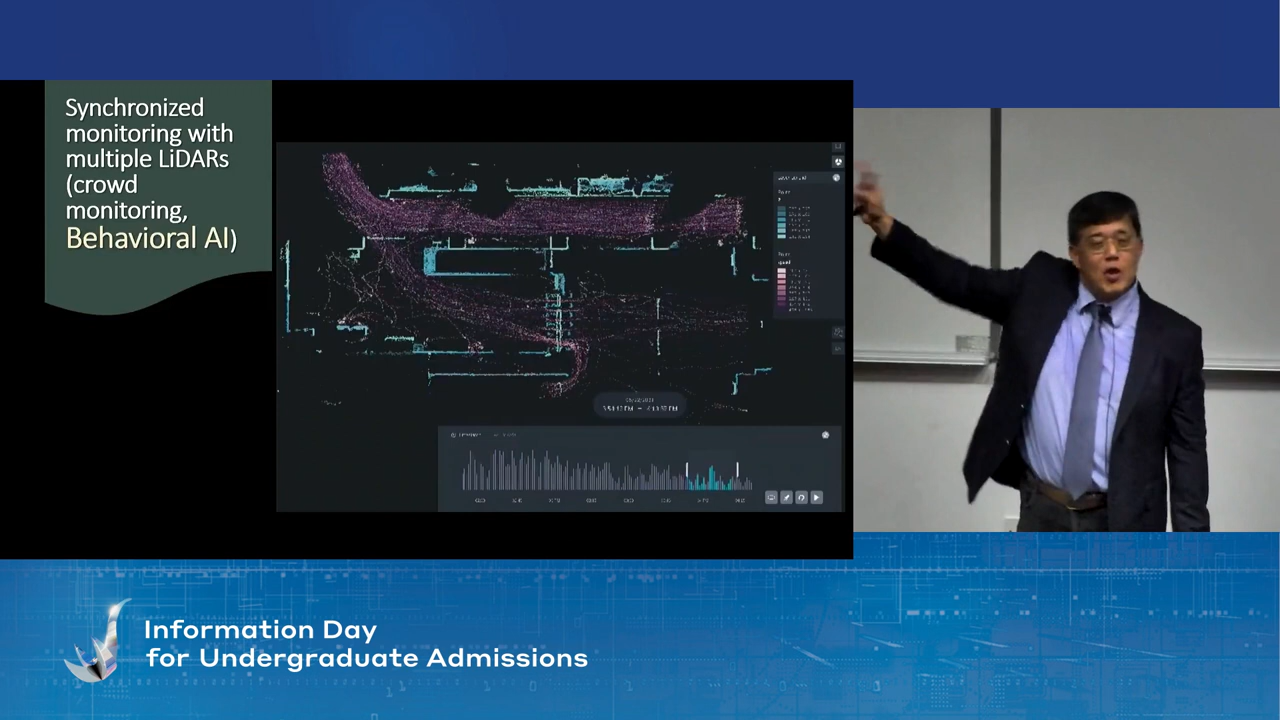 Synchronized
monitoring with
multiple LiDARs
(crowd
monitoring,
Behavioral AI)
Information Day
for Undergraduate Admissions